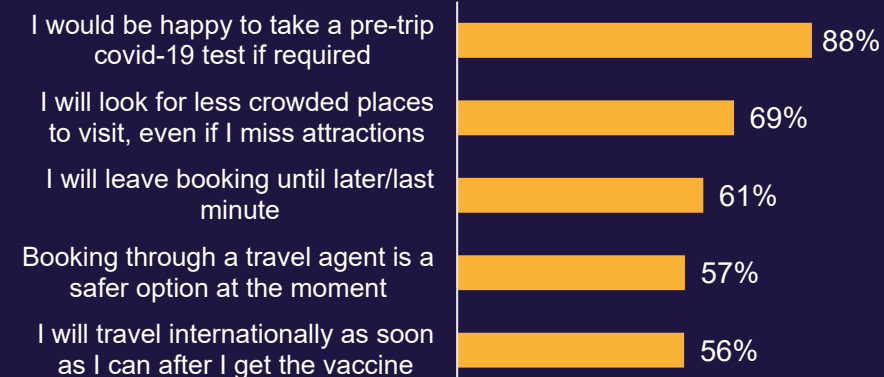 I would be happy to take a pre-trip
covid-19 test if required
88%
I will look for less crowded places
to visit, even if I miss attractions
69%
I will leave booking until later/last
minute
61%
Booking through a travel agent is a
safer option at the moment
57%
I will travel internationally as soon
as I can after I get the vaccine
56%